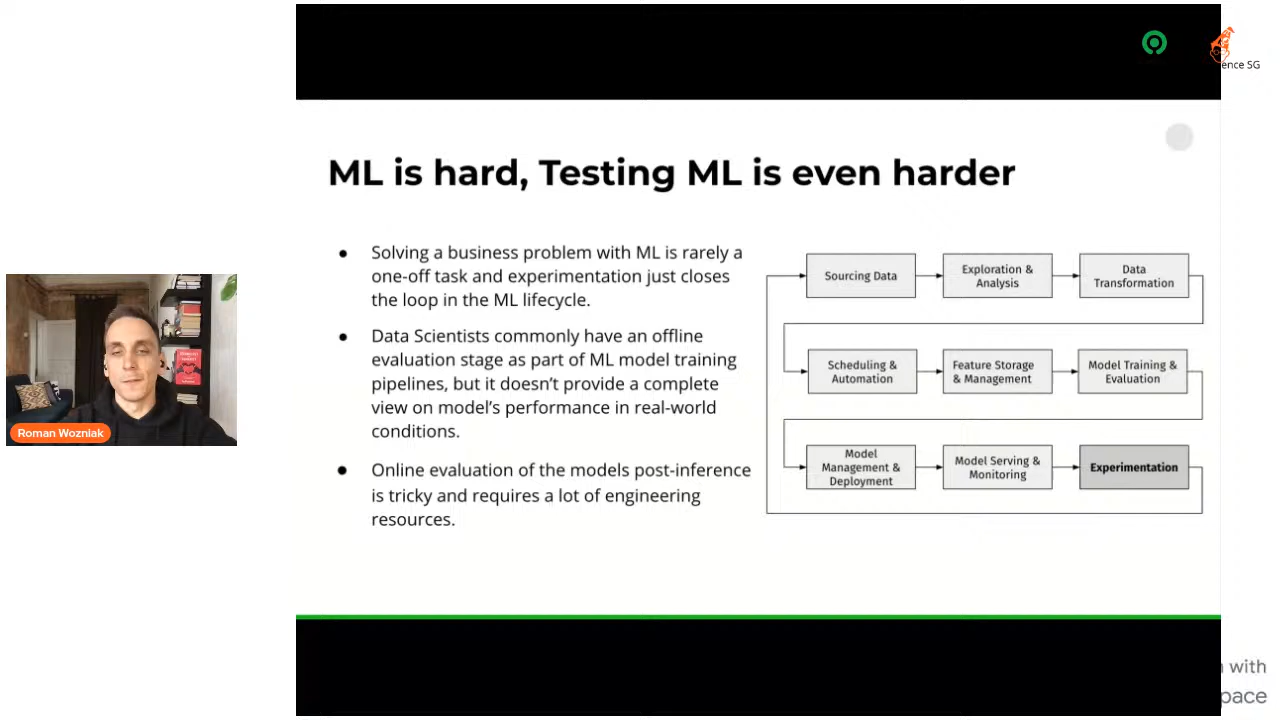 ence SG
ML is hard, Testing ML is even harder
● Solving a business problem with ML is rarely a
one-off task and experimentation just closes
the loop in the ML lifecycle.
● Data Scientists commonly have an offline
evaluation stage as part of ML model training
pipelines, but it doesn’t provide a complete
view on model’s performance in real-world
conditions.
● Online evaluation of the models post-inference
is tricky and requires a lot of engineering
resources.
Sourcing Data
Exploration &
Analysis
Data
Transformation
Scheduling &
Automation
Feature Storage
& Management
Model Training &
Evaluation
Model
Management &
Deployment
Model Serving &
Monitoring
Experimentation
Roman Wozniak
with
pace